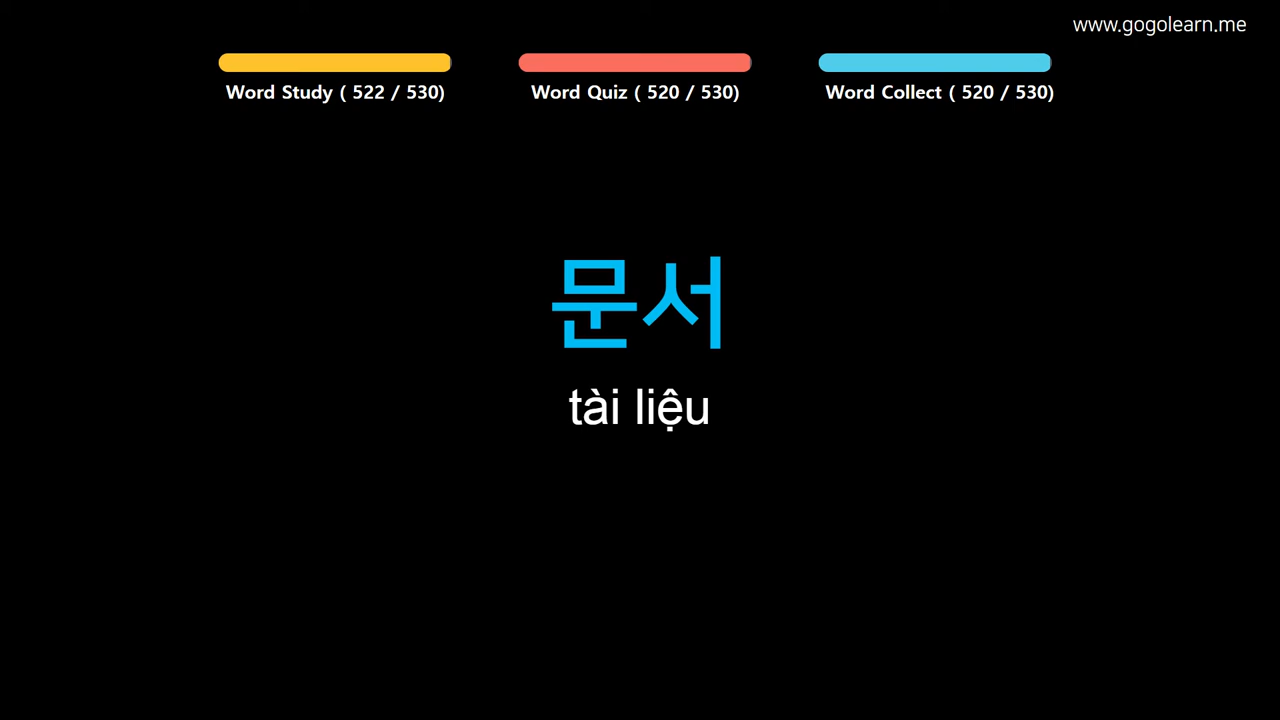 www.gogolearn.me
Word Study ( 522 / 530)
Word Quiz ( 520 / 530)
Word Collect ( 520 / 530)
문서
tài liệu